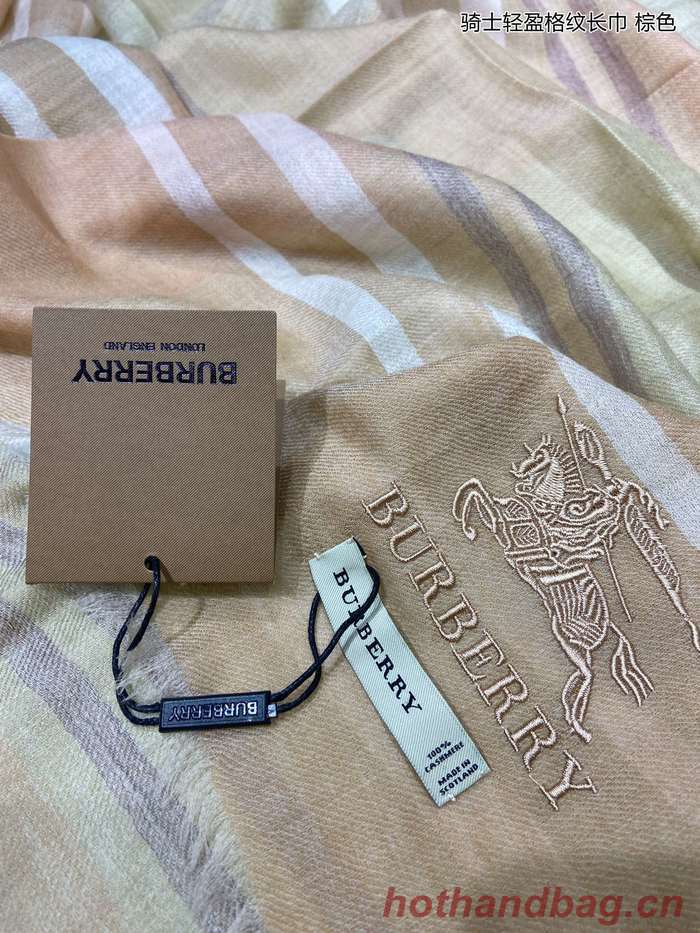 骑士轻盈格纹长巾 棕色
BURBERRY
LONDON ENGLAND
BURBERRY
BURBERRY
100%
CASHMERE
MADE IN
SCOTLAND
BURBERRY
hothandbag.cn